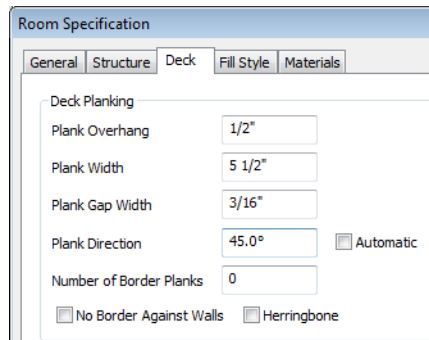 Room Specification
General Structure Deck Fill Style Materials
Deck Planking
Plank Overhang 1/2"
Plank Width 5 1/2"
Plank Gap Width 3/16"
Plank Direction 45.0° Automatic
Number of Border Planks 0
No Border Against Walls Herringbone